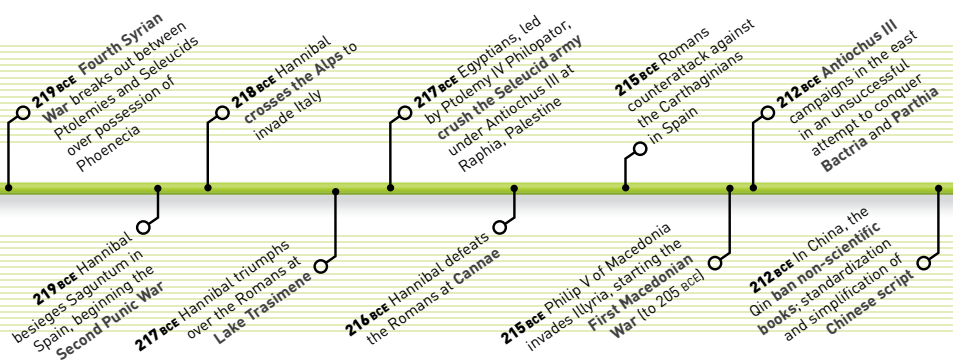 219 BCE Fourth Syrian
War breaks out between
Ptolemies and Seleucids
over possession of
Phoenecia
219 BCE Hannibal
besieges Saguntum in
Spain, beginning the
Second Punic War
218 BCE Hannibal
crosses the Alps to
invade Italy
217 BCE Hannibal triumphs
over the Romans at
Lake Trasimene
217 BCE Egyptians, led
by Ptolemy IV Philopator,
crush the Seleucid army
under Antiochus III at
Raphia, Palestine
216 BCE Hannibal defeats
the Romans at Cannae
215 BCE Romans
counterattack against
the Carthaginians
in Spain
215 BCE Philip V of Macedonia
invades Illyria, starting the
First Macedonian
War (to 205 BCE)
212 BCE Antiochus III
campaigns in the east
in an unsuccessful
attempt to conquer
Bactria and Parthia
212 BCE In China, the
Qin ban non-scientific
books; standardization
and simplification of
Chinese script